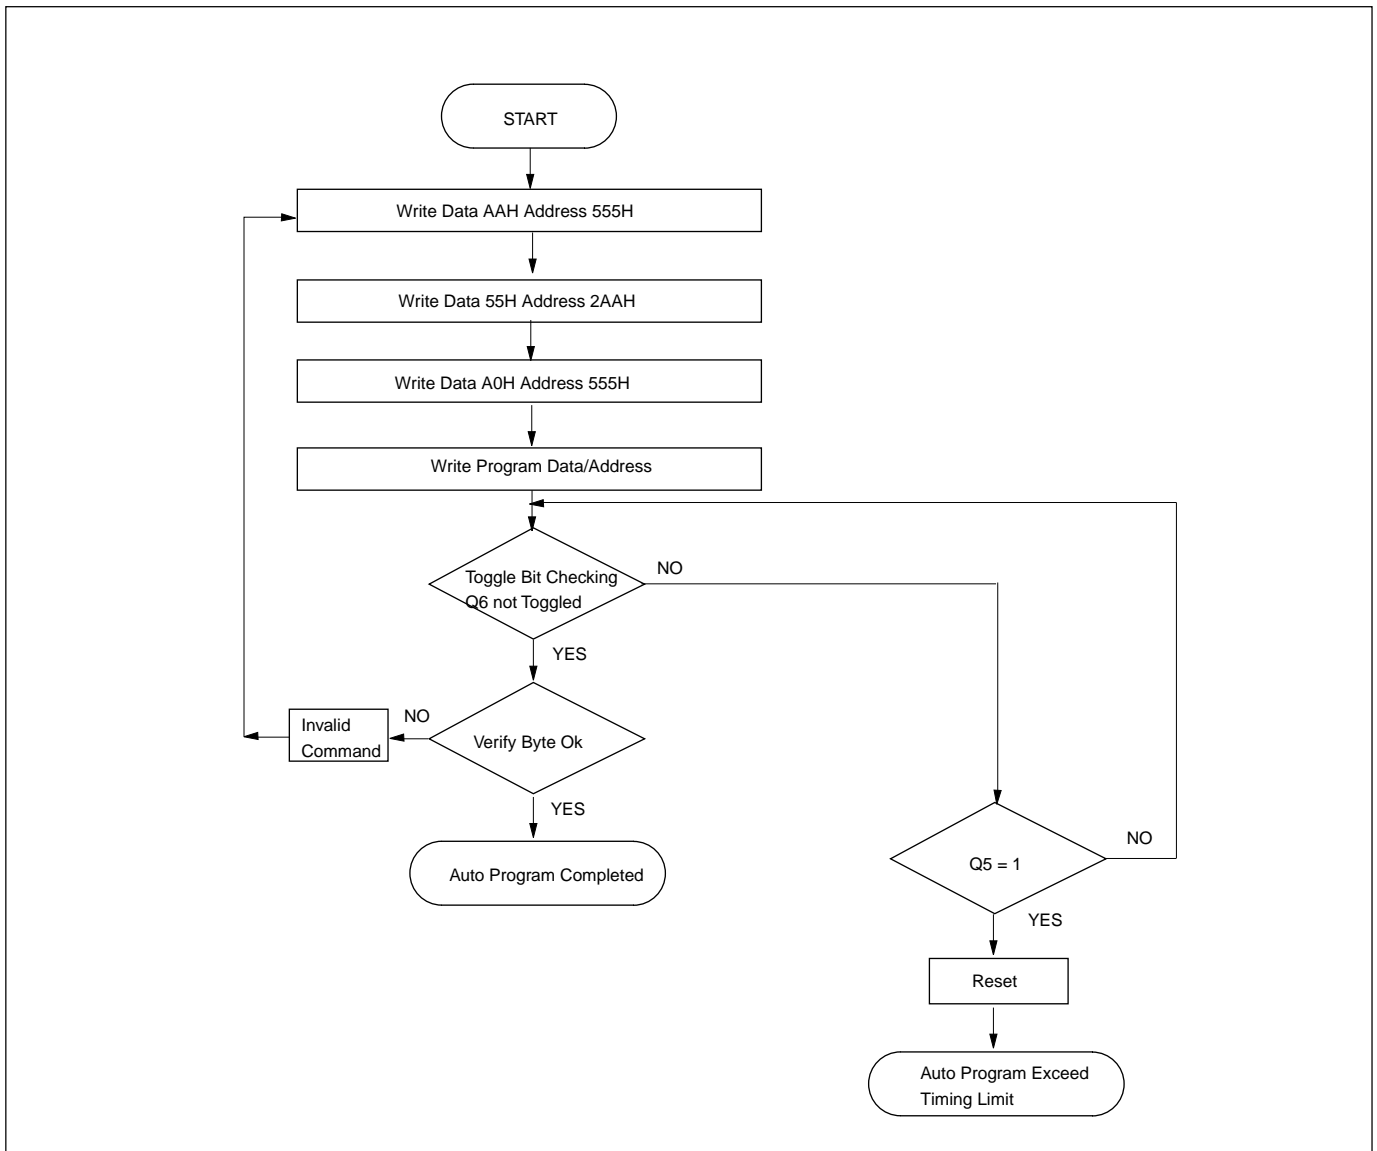 START
Write Data AAH Address 555H
Write Data 55H Address 2AAH
Write Data A0H Address 555H
Write Program Data/Address
Toggle Bit Checking
Q6 not Toggled
NO
YES
Invalid
Command
NO
Verify Byte Ok
YES
Auto Program Completed
Q5 = 1
NO
YES
Reset
Auto Program Exceed
Timing Limit